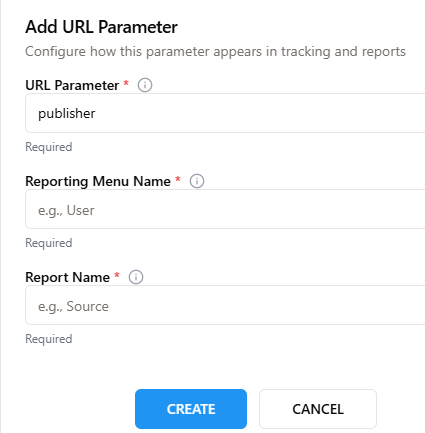 Add URL Parameter
Configure how this parameter appears in tracking and reports
URL Parameter *
publisher
Required
Reporting Menu Name *
e.g., User
Required
Report Name *
e.g., Source
Required
CREATE CANCEL